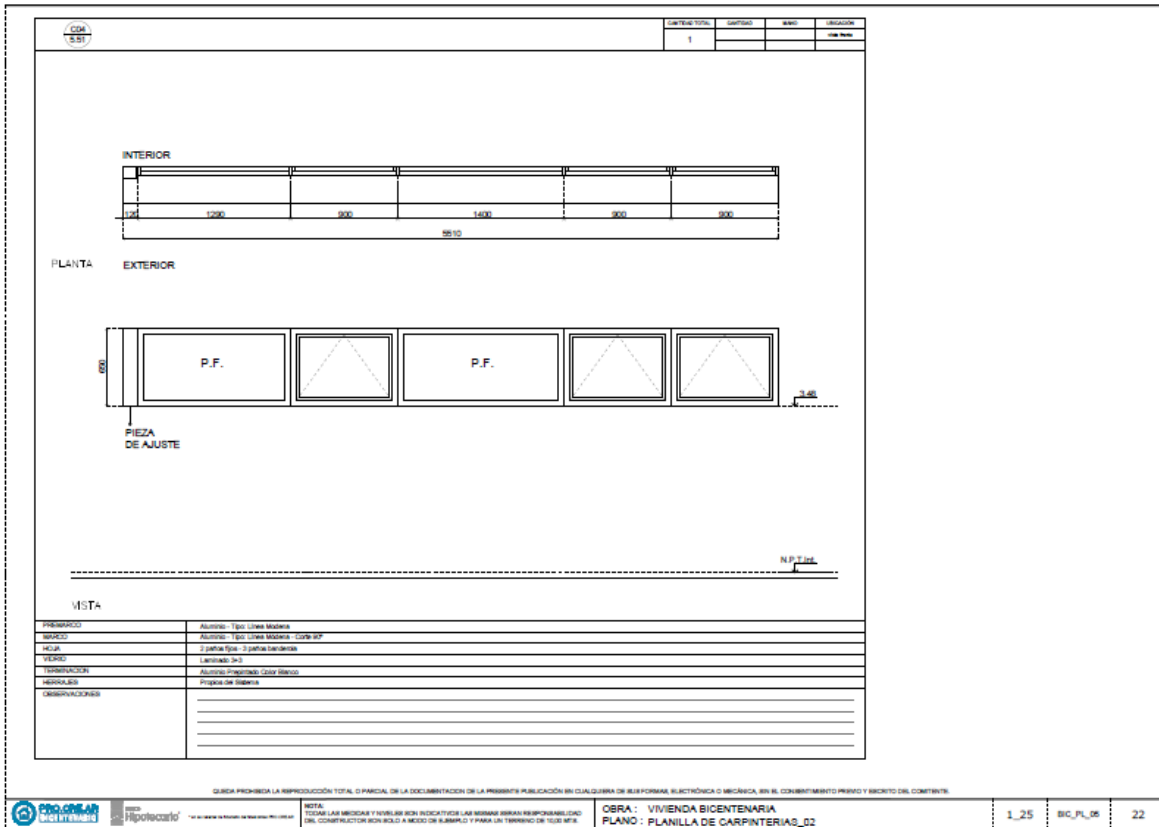 CD4
5.51
CANTIDAD TOTAL
CANTIDAD
MANO
UBICACIÓN
1
INTERIOR
120
1290
900
1400
900
900
5510
PLANTA
EXTERIOR
650
P.F.
P.F.
3.48
PIEZA
DE AJUSTE
N.P.T.Int.
VISTA
PREMARCO
Aluminio - Tipo: Línea Modena
MARCO
Aluminio - Tipo: Línea Modena - Corte 90°
HOJA
2 paños fijos - 3 paños banderola
VIDRIO
Laminado 3+3
TERMINACION
Aluminio Prepintado Color Blanco
HERRAJES
Propios del Sistema
OBSERVACIONES
QUEDA PROHIBIDA LA REPRODUCCIÓN TOTAL O PARCIAL DE LA DOCUMENTACION DE LA PRESENTE PUBLICACIÓN EN CUALQUIERA DE SUS FORMAS, ELECTRÓNICA O MECÁNICA, SIN EL CONSENTIMIENTO PREVIO Y ESCRITO DEL COMITENTE.
PRO.CRE.AR
BICENTENARIO
Hipotecario
NOTA:
TODAS LAS MEDIDAS Y NIVELES SON INDICATIVOS LAS MISMAS SERAN RESPONSABILIDAD
DEL CONSTRUCTOR SON SOLO A MODO DE EJEMPLO Y PARA UN TERRENO DE 10,00 MTS.
OBRA : VIVIENDA BICENTENARIA
PLANO : PLANILLA DE CARPINTERIAS_02
1_25
BIC_PL_05
22